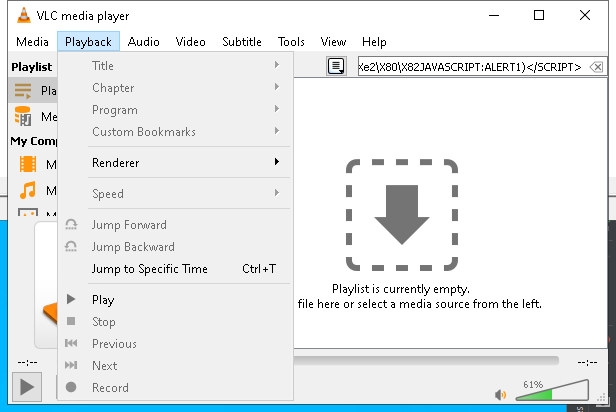 VLC media player
Media Playback Audio Video Subtitle Tools View Help
Playlist
Xe2\X80\X82JAVASCRIPT:ALERT1)</SCRIPT>
Title
Pla
Chapter
Me
Program
Custom Bookmarks
My Comp
Renderer
M
M
Speed
M
Jump Forward
Jump Backward
Jump to Specific Time Ctrl+T
Playlist is currently empty.
file here or select a media source from the left.
Play
Stop
Previous
--:-- --:--
Next
Record
61%